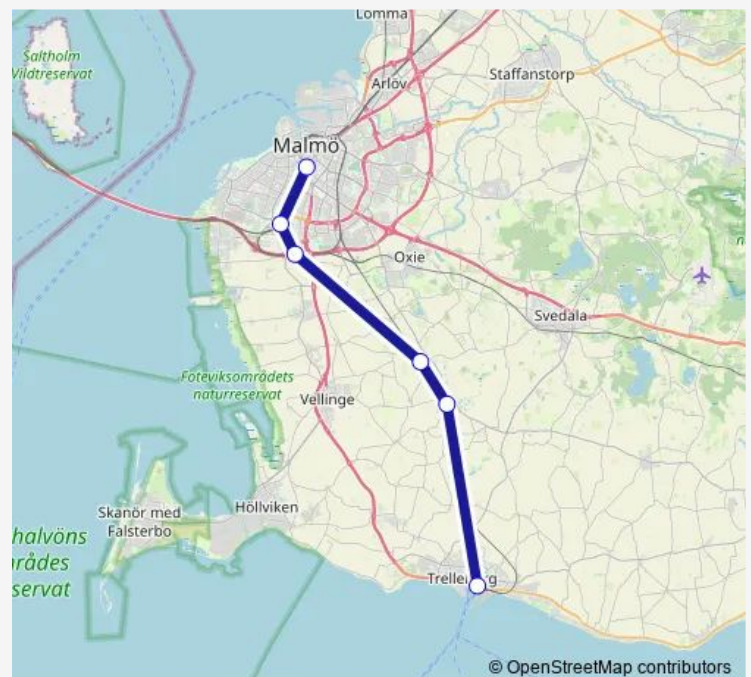 Lomma
Saltholm
Vildtreservat
Arlöv
Staffanstorp
Malmö
Oxie
Svedala
Foteviksområdets
naturreservat
Vellinge
Skanör med
Falsterbo
Höllviken
halvöns
rådes
servat
© OpenStreetMap contributors